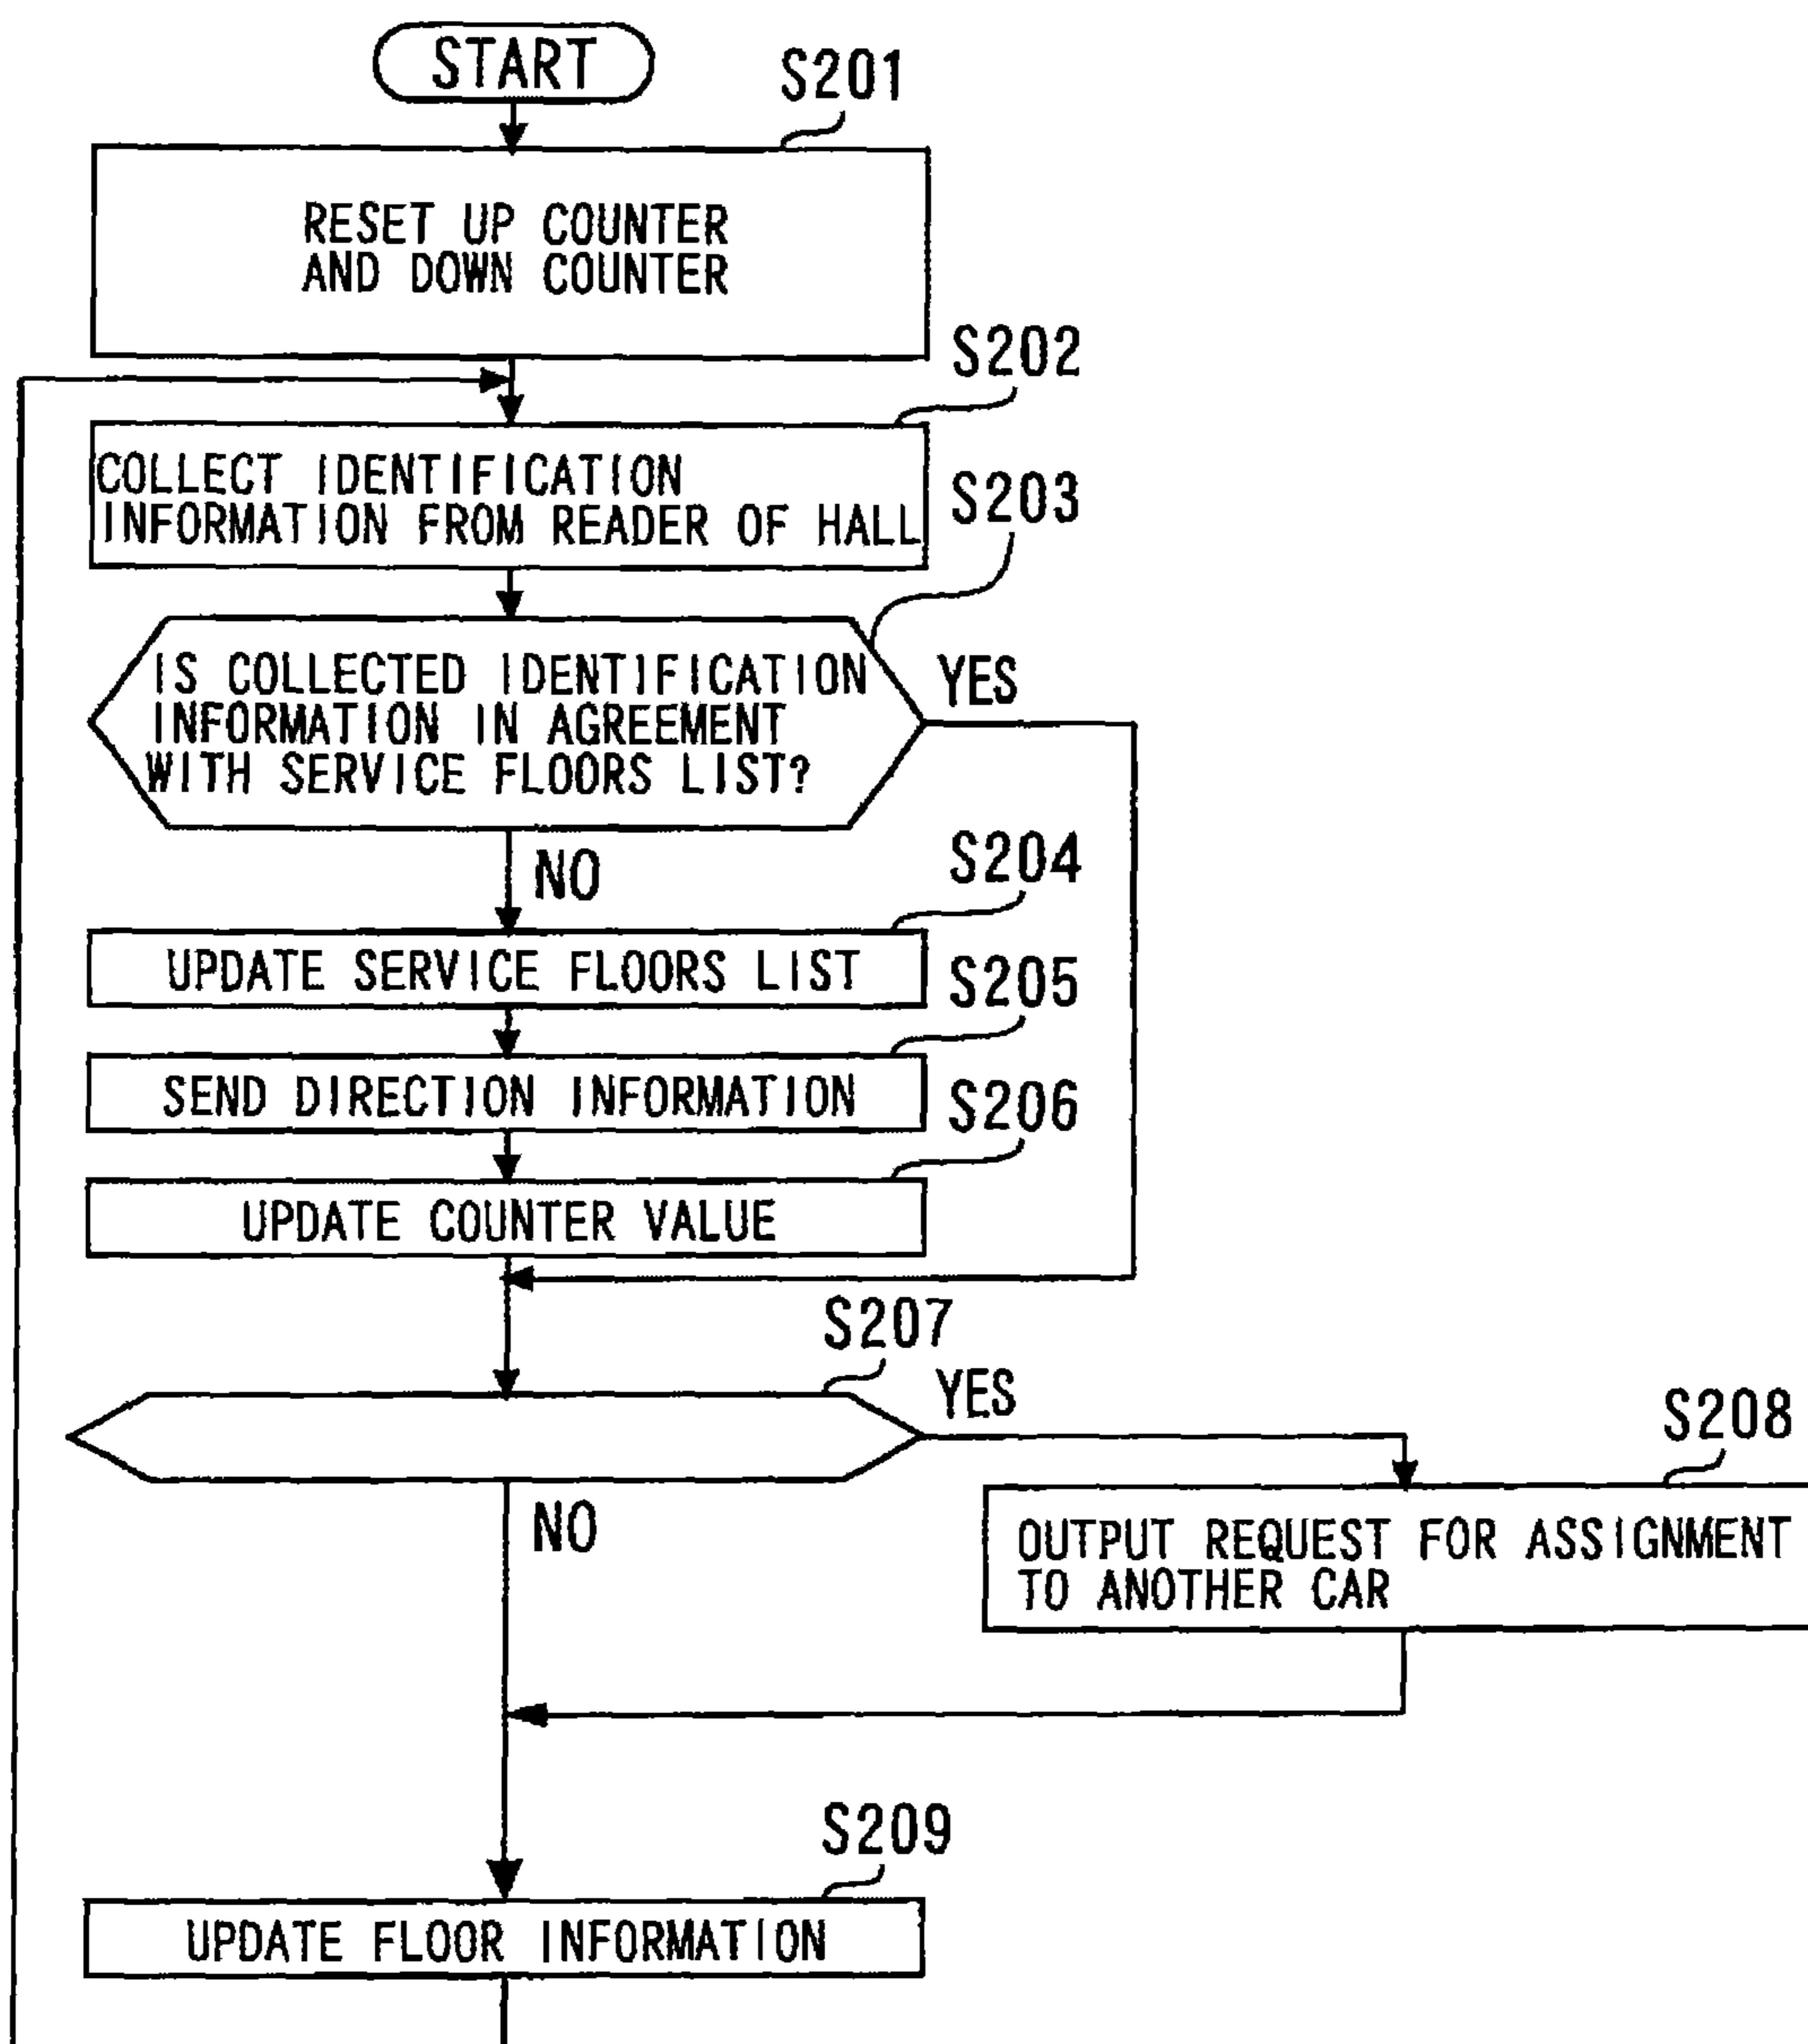 START
S201
RESET UP COUNTER
AND DOWN COUNTER
S202
COLLECT IDENTIFICATION
INFORMATION FROM READER OF HALL
S203
IS COLLECTED IDENTIFICATION
INFORMATION IN AGREEMENT
WITH SERVICE FLOORS LIST?
YES
NO
S204
UPDATE SERVICE FLOORS LIST
S205
SEND DIRECTION INFORMATION
S206
UPDATE COUNTER VALUE
S207
YES
NO
S208
OUTPUT REQUEST FOR ASSIGNMENT
TO ANOTHER CAR
S209
UPDATE FLOOR INFORMATION